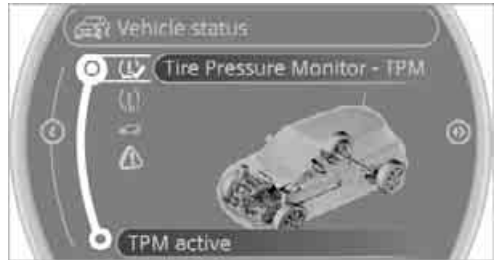 Vehicle status
Tire Pressure Monitor - TPM
TPM active